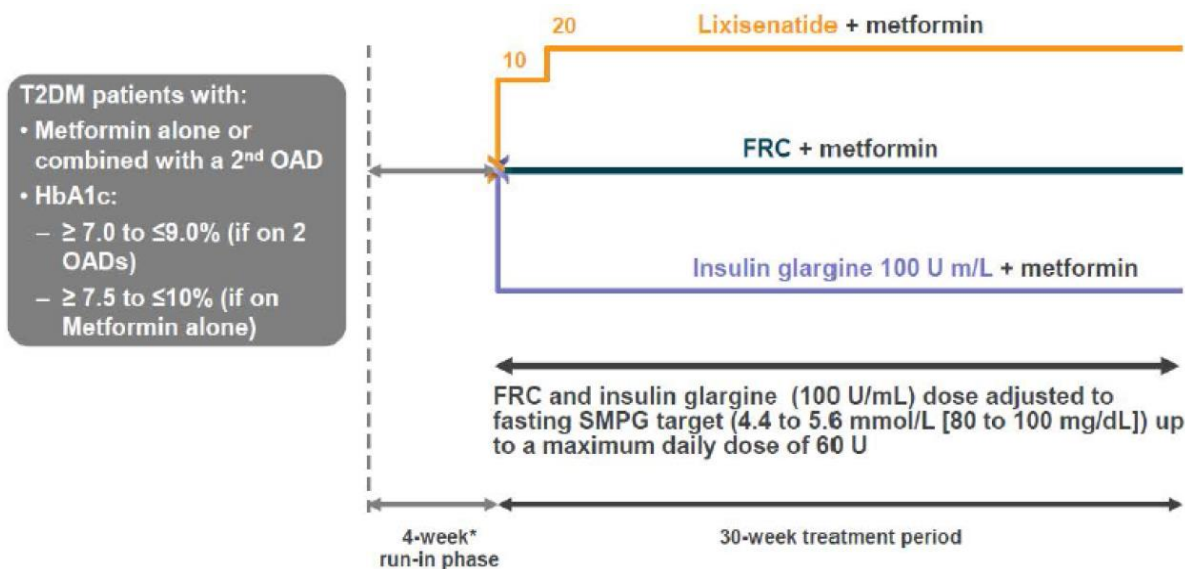 20
Lixisenatide + metformin
10
T2DM patients with:
• Metformin alone or
combined with a 2nd OAD
• HbA1c:
– ≥ 7.0 to ≤9.0% (if on 2
OADs)
– ≥ 7.5 to ≤10% (if on
Metformin alone)
FRC + metformin
Insulin glargine 100 U m/L + metformin
FRC and insulin glargine (100 U/mL) dose adjusted to
fasting SMPG target (4.4 to 5.6 mmol/L [80 to 100 mg/dL]) up
to a maximum daily dose of 60 U
4-week*
run-in phase
30-week treatment period